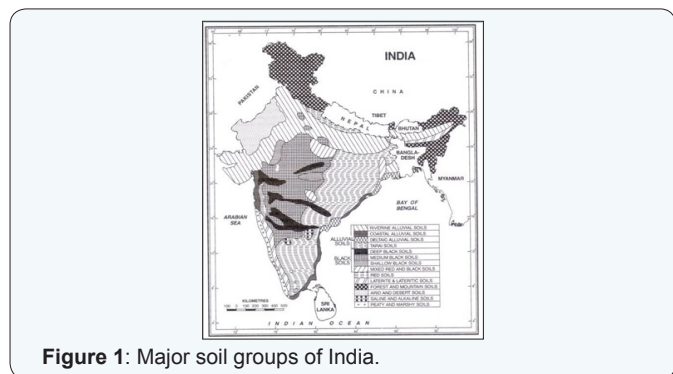 INDIA
PAKISTAN
CHINA
TIBET
NEPAL
BHUTAN
BANGLA-
DESH
MYANMAR
ARABIAN
SEA
BAY OF
BENGAL
ALLUVIAL
SOILS
BLACK
SOILS
RIVERINE ALLUVIAL SOILS
COASTAL ALLUVIAL SOILS
DELTAIC ALLUVIAL SOILS
TARAI SOILS
DEEP BLACK SOILS
MEDIUM BLACK SOILS
SHALLOW BLACK SOILS
MIXED RED AND BLACK SOILS
RED SOILS
LATERITE & LATERITIC SOILS
FOREST AND MOUNTAIN SOILS
ARID AND DESERT SOILS
SALINE AND ALKALINE SOILS
PEATY AND MARSHY SOILS
KILOMETRES
SRI
LANKA
INDIAN OCEAN
Figure 1: Major soil groups of India.